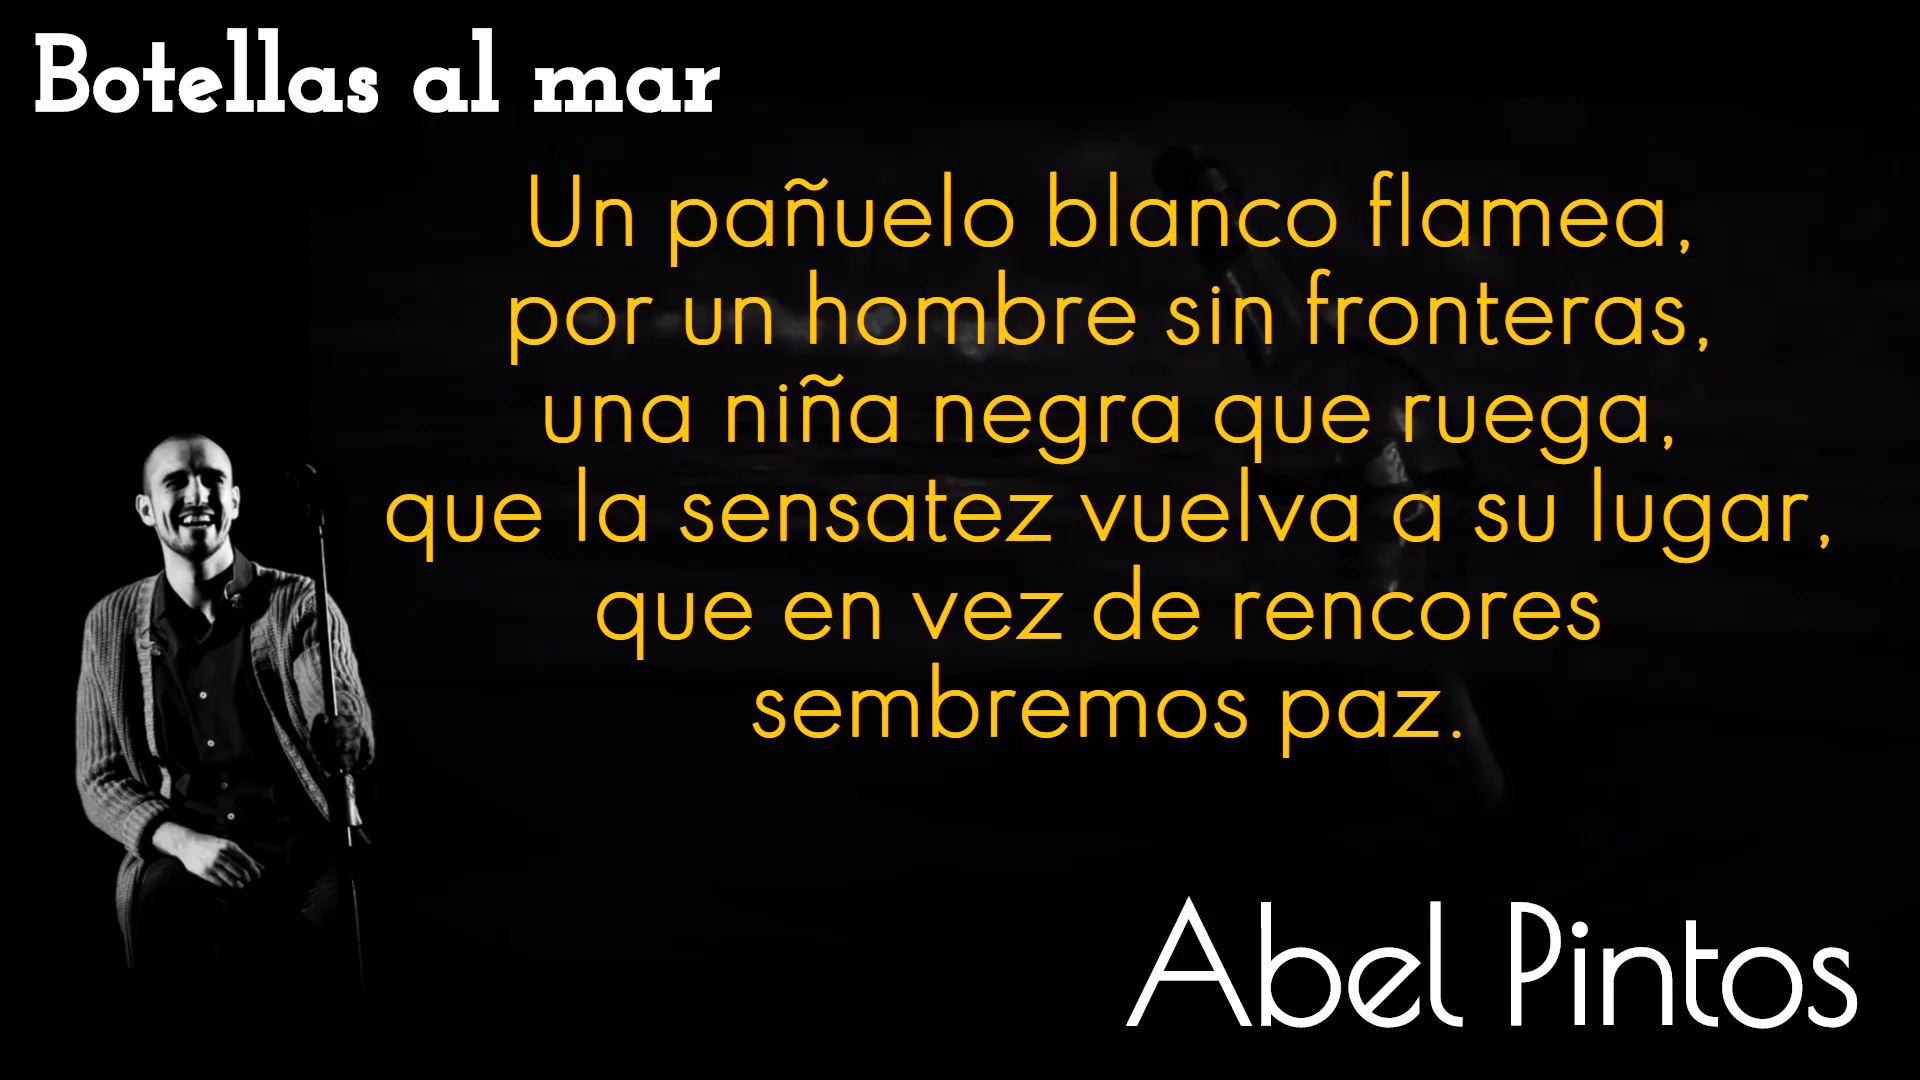 Botellas al mar
Un pañuelo blanco flamea,
por un hombre sin fronteras,
una niña negra que ruega,
que la sensatez vuelva a su lugar,
que en vez de rencores
sembremos paz.
Abel Pintos